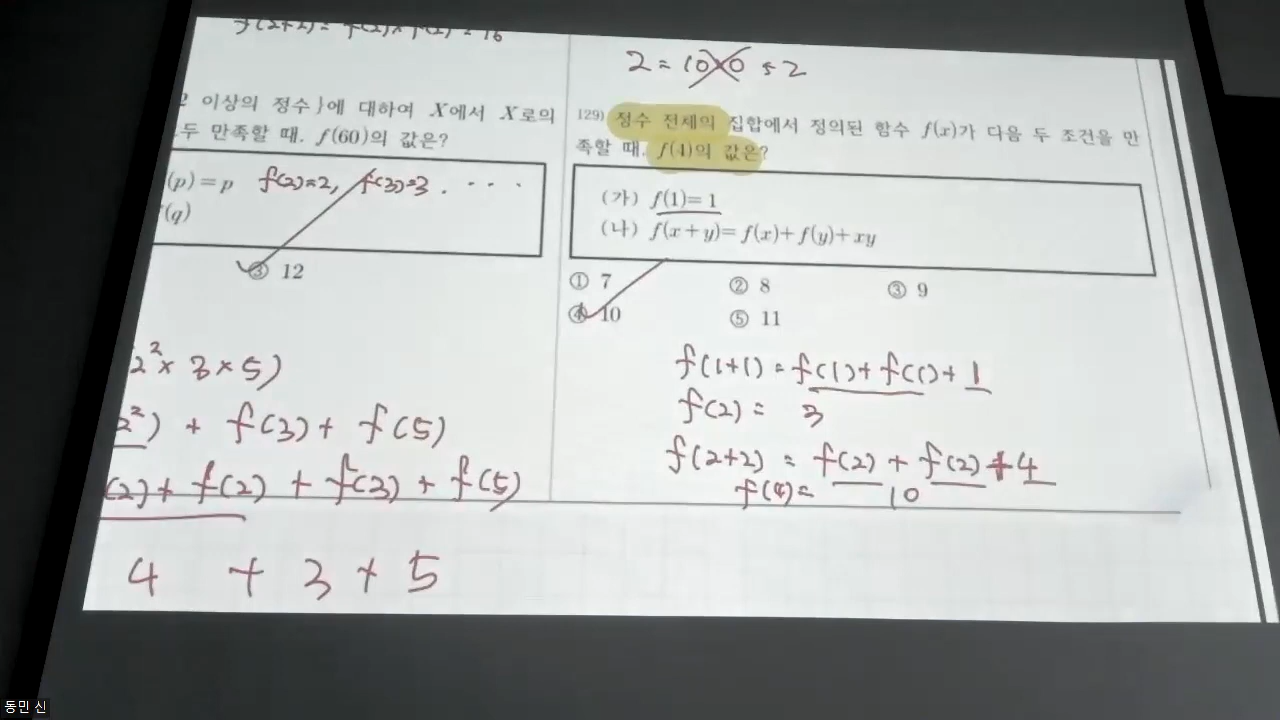 f(2+2) = f(2)×f(2) = 16
2 이상의 정수}에 대하여 X에서 X로의
두 만족할 때. f(60)의 값은?
(p)=p f(2)=2, f(3)=3. ....
(q)
③ 12
2²×3×5)
2²) + f(3) + f(5)
(2) + f(2) + f(3) + f(5)
4 + 3 + 5
2 = 10
129) 정수 전체의 집합에서 정의된 함수 f(x)가 다음 두 조건을 만
족할 때. f(4)의 값은?
(가) f(1)=1
(나) f(x+y)=f(x)+f(y)+xy
① 7 ② 8 ③ 9
④ 10 ⑤ 11
f(1+1) = f(1)+f(1)+1
f(2) = 3
f(2+2) = f(2) + f(2) + 4
f(4) = 10
동민 신